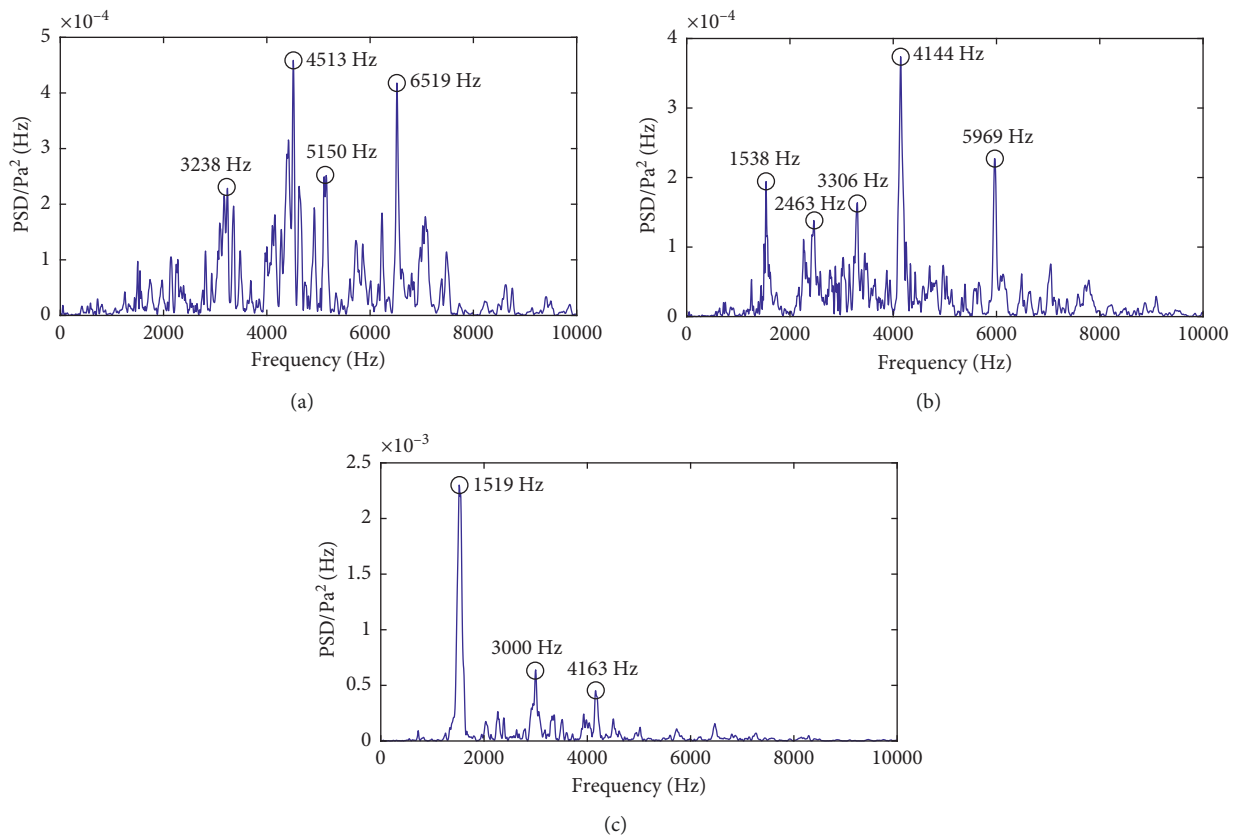 ×10⁻⁴
5
4
3
2
1
0
PSD/Pa² (Hz)
4513 Hz
6519 Hz
5150 Hz
3238 Hz
0 2000 4000 6000 8000 10000
Frequency (Hz)
(a)
×10⁻⁴
4
3
2
1
0
PSD/Pa² (Hz)
4144 Hz
5969 Hz
1538 Hz
3306 Hz
2463 Hz
0 2000 4000 6000 8000 10000
Frequency (Hz)
(b)
×10⁻³
2.5
2
1.5
1
0.5
0
PSD/Pa² (Hz)
1519 Hz
3000 Hz
4163 Hz
0 2000 4000 6000 8000 10000
Frequency (Hz)
(c)